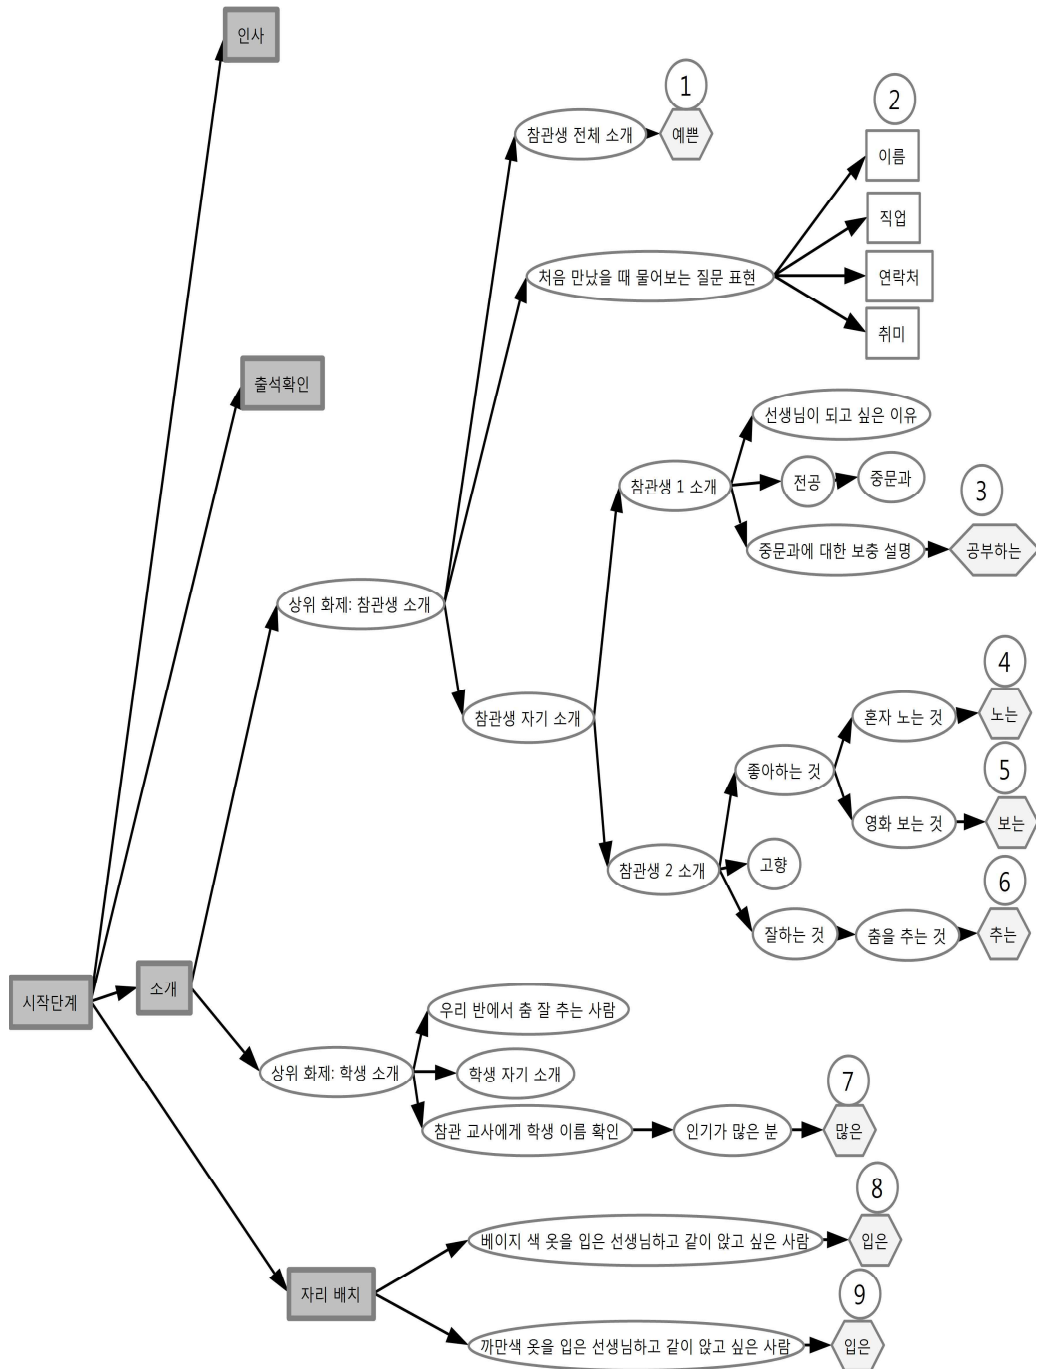 인사
1
2
참관생 전체 소개
예쁜
이름
직업
처음 만났을 때 물어보는 질문 표현
연락처
취미
출석확인
선생님이 되고 싶은 이유
참관생 1 소개
전공
중문과
3
중문과에 대한 보충 설명
공부하는
상위 화제: 참관생 소개
4
참관생 자기 소개
혼자 노는 것
노는
5
좋아하는 것
영화 보는 것
보는
참관생 2 소개
고향
6
잘하는 것
춤을 추는 것
추는
시작단계
소개
우리 반에서 춤 잘 추는 사람
상위 화제: 학생 소개
학생 자기 소개
7
참관 교사에게 학생 이름 확인
인기가 많은 분
많은
8
베이지 색 옷을 입은 선생님하고 같이 앉고 싶은 사람
입은
자리 배치
9
까만색 옷을 입은 선생님하고 같이 앉고 싶은 사람
입은